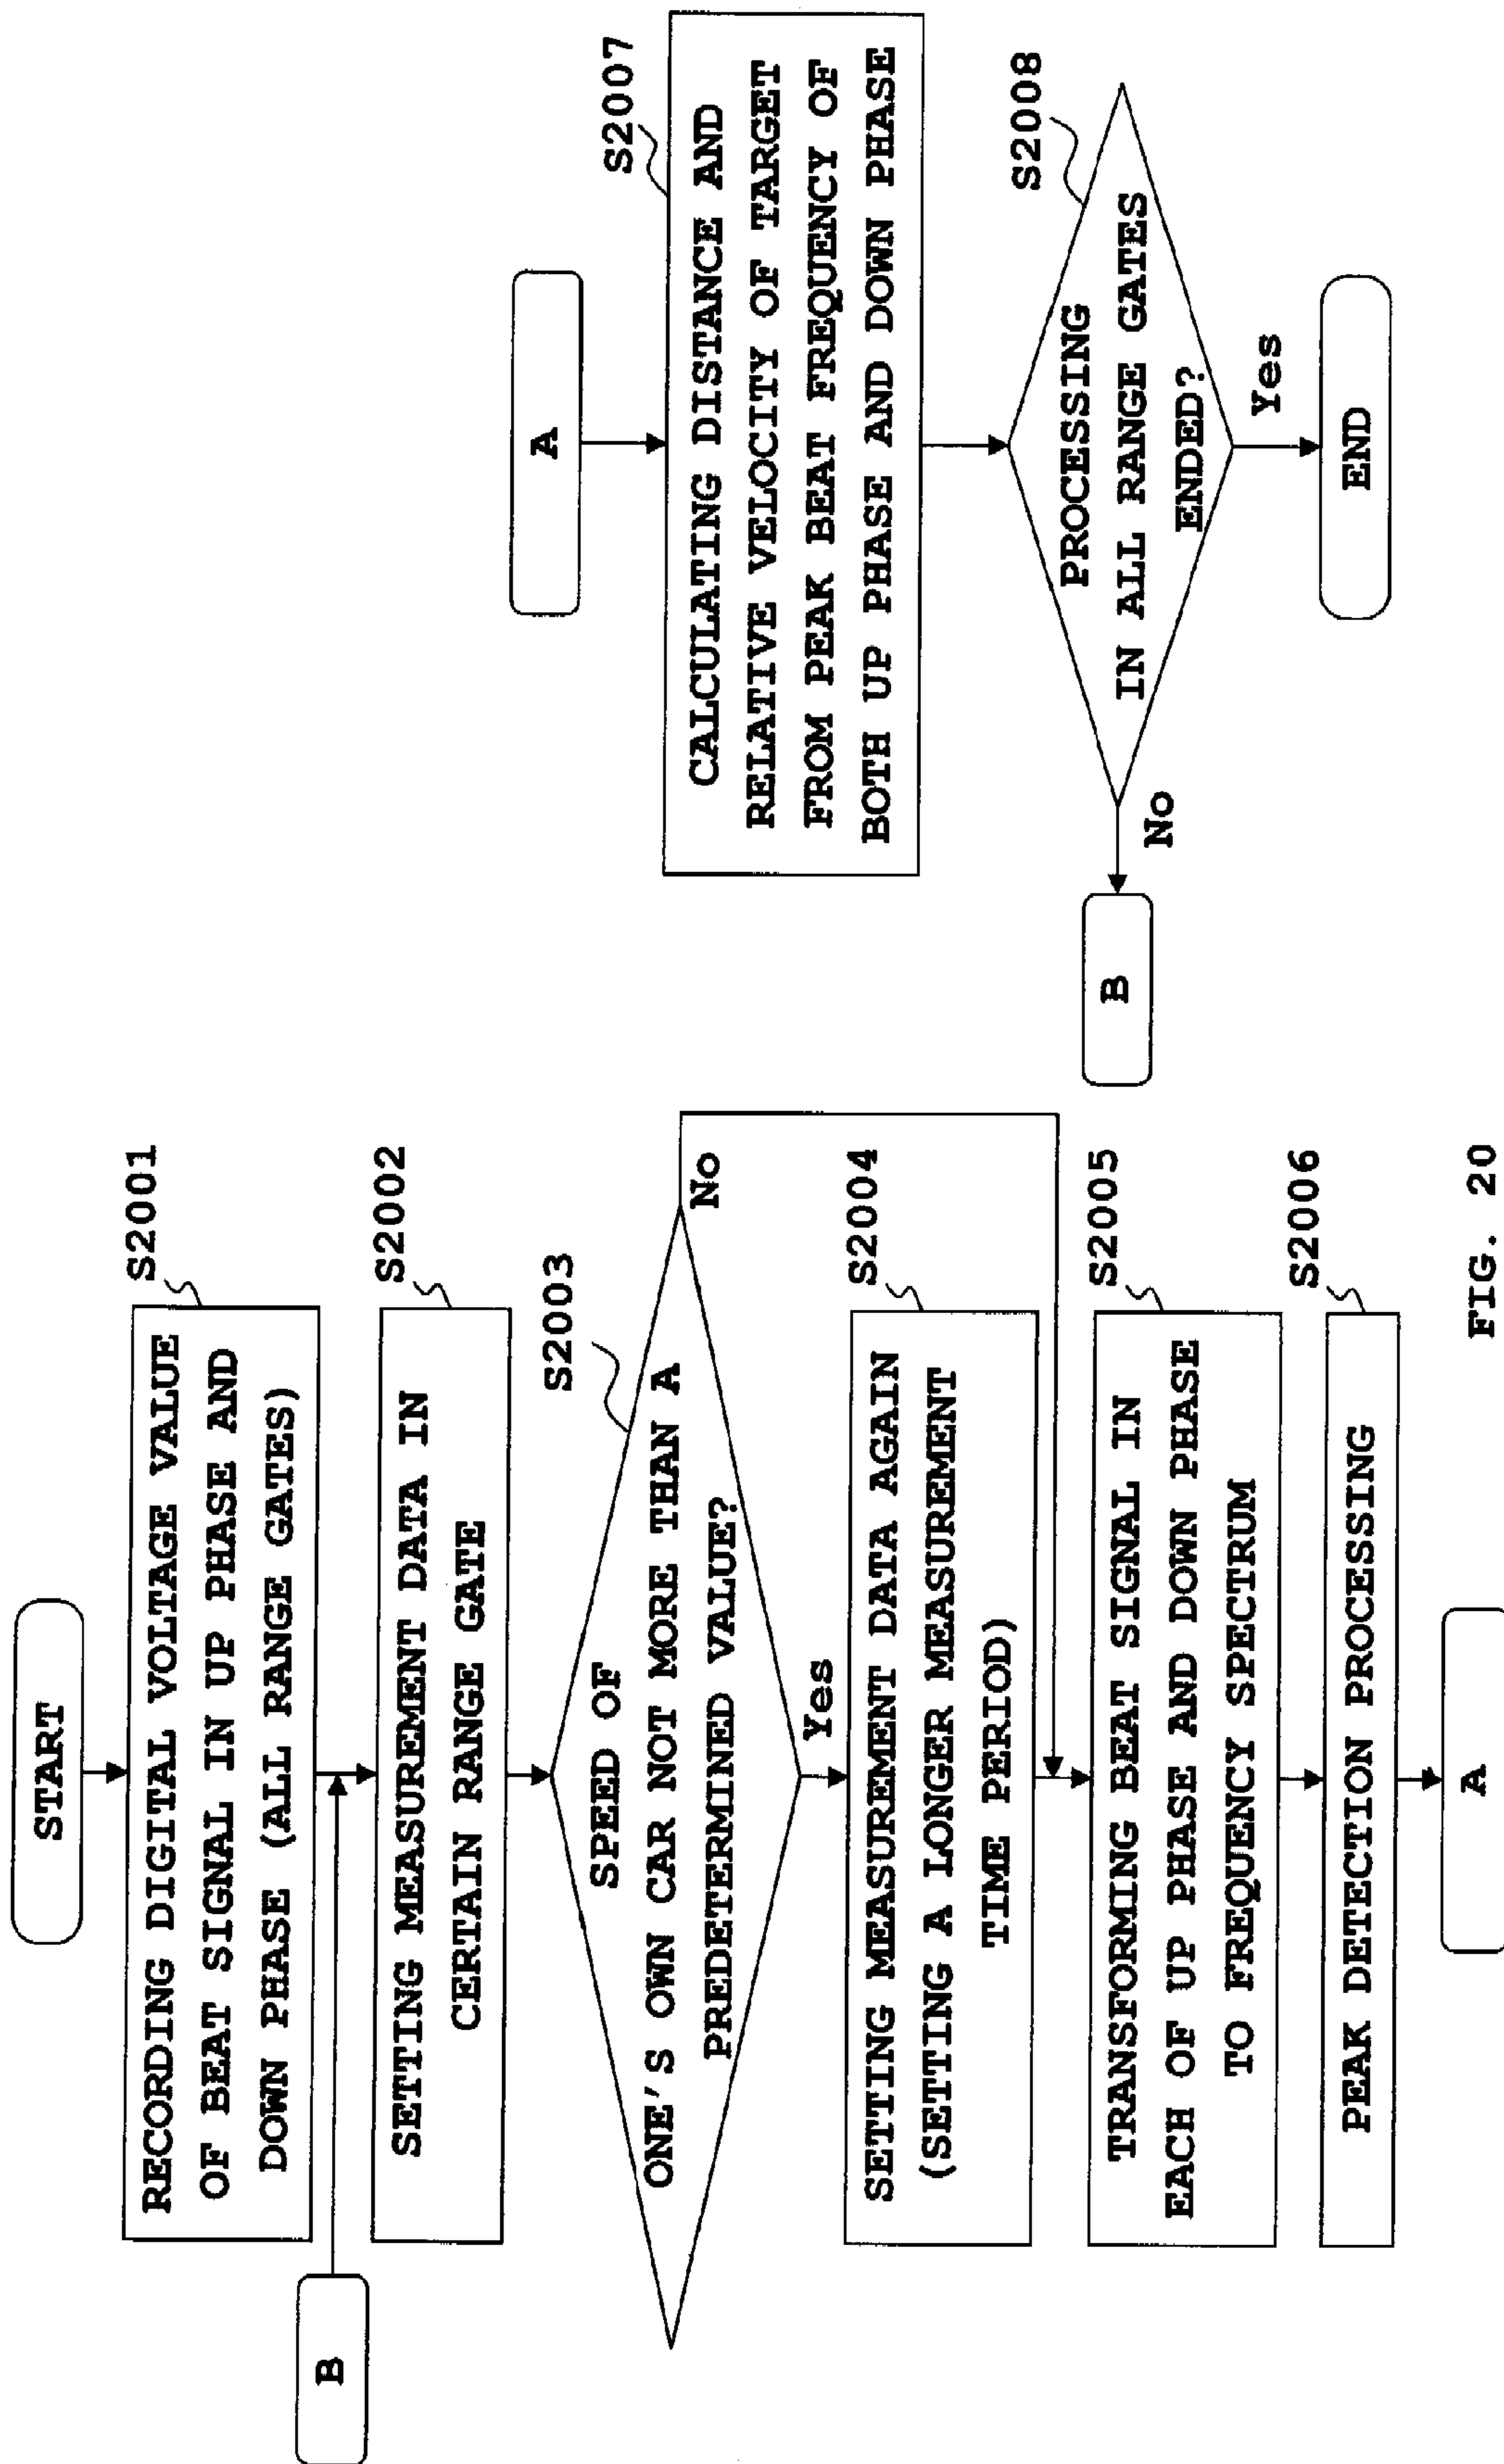 START
S2001
RECORDING DIGITAL VOLTAGE VALUE
OF BEAT SIGNAL IN UP PHASE AND
DOWN PHASE (ALL RANGE GATES)
B
S2002
SETTING MEASUREMENT DATA IN
CERTAIN RANGE GATE
S2003
SPEED OF
ONE'S OWN CAR NOT MORE THAN A
PREDETERMINED VALUE?
No
Yes
S2004
SETTING MEASUREMENT DATA AGAIN
(SETTING A LONGER MEASUREMENT
TIME PERIOD)
S2005
TRANSFORMING BEAT SIGNAL IN
EACH OF UP PHASE AND DOWN PHASE
TO FREQUENCY SPECTRUM
S2006
PEAK DETECTION PROCESSING
A
A
S2007
CALCULATING DISTANCE AND
RELATIVE VELOCITY OF TARGET
FROM PEAK BEAT FREQUENCY OF
BOTH UP PHASE AND DOWN PHASE
S2008
PROCESSING
IN ALL RANGE GATES
ENDED?
No
B
Yes
END
FIG. 20